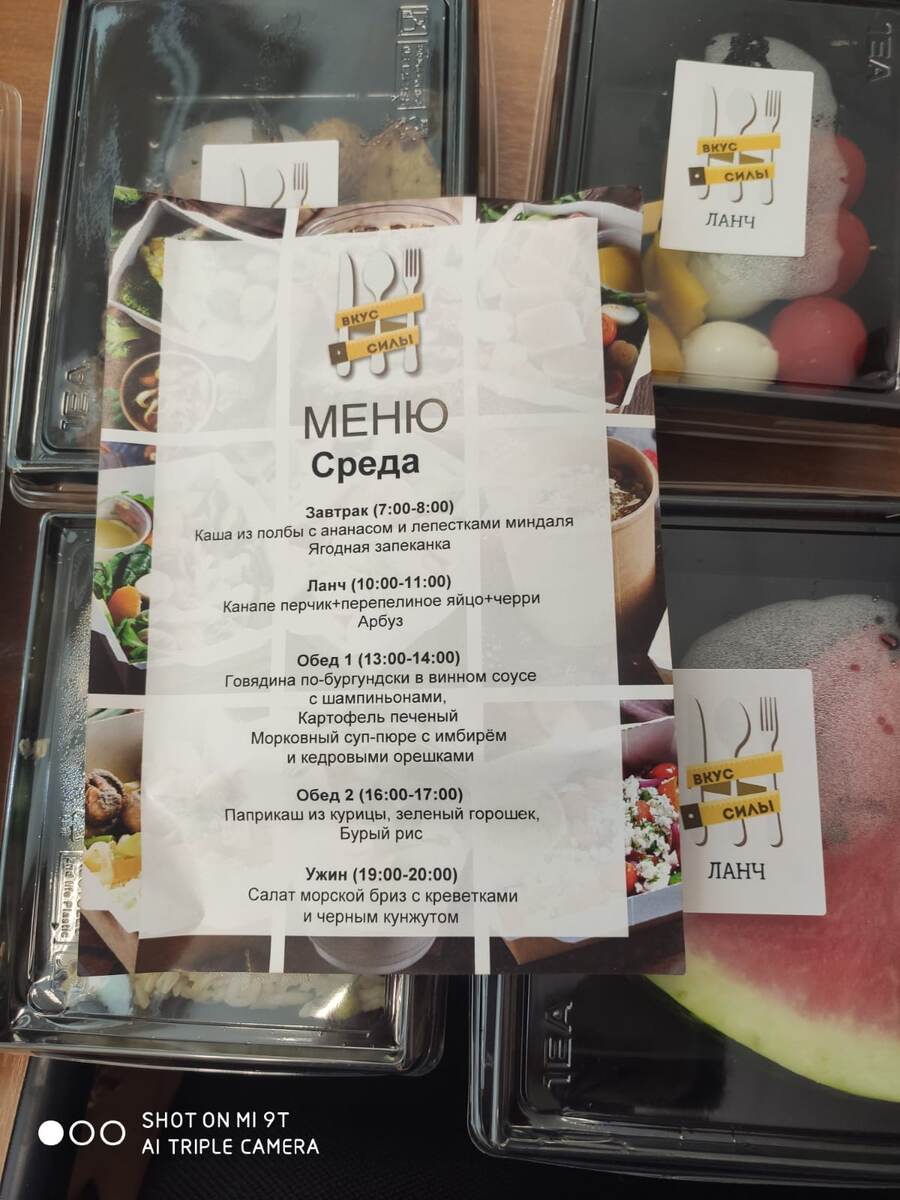 1EA
ВКУС
СИЛЫ
ЛАНЧ
1EA
ВКУС
СИЛЫ
МЕНЮ
Среда
Завтрак (7:00-8:00)
Каша из полбы с ананасом и лепестками миндаля
Ягодная запеканка
Ланч (10:00-11:00)
Канапе перчик+перепелиное яйцо+черри
Арбуз
Обед 1 (13:00-14:00)
Говядина по-бургундски в винном соусе
с шампиньонами,
Картофель печеный
Морковный суп-пюре с имбирём
и кедровыми орешками
Обед 2 (16:00-17:00)
Паприкаш из курицы, зеленый горошек,
Бурый рис
Ужин (19:00-20:00)
Салат морской бриз с креветками
и черным кунжутом
ВКУС
СИЛЫ
ЛАНЧ
1EA
SHOT ON MI 9T
AI TRIPLE CAMERA